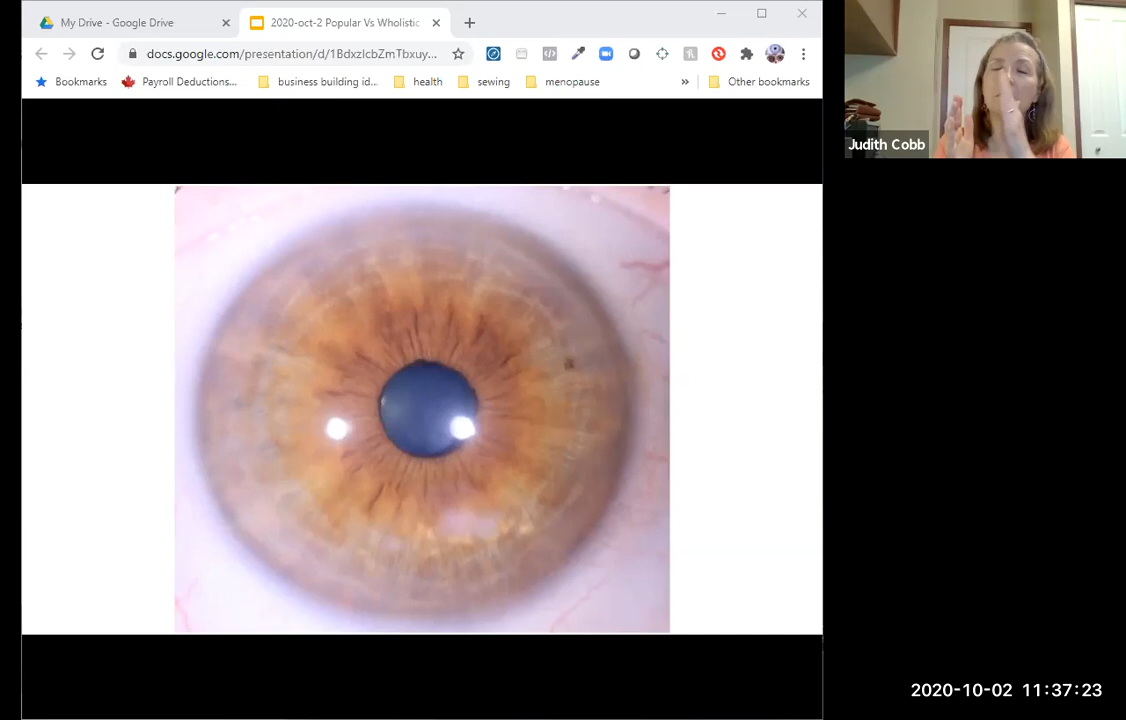 My Drive - Google Drive
2020-oct-2 Popular Vs Wholistic
docs.google.com/presentation/d/1BdxzIcbZmTbxuy...
Bookmarks
Payroll Deductions...
business building id...
health
sewing
menopause
»
Other bookmarks
Judith Cobb
2020-10-02 11:37:23